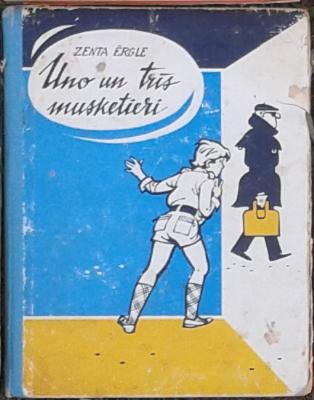 ZENTA ĒRGLE
Uno un trīs
musketieri